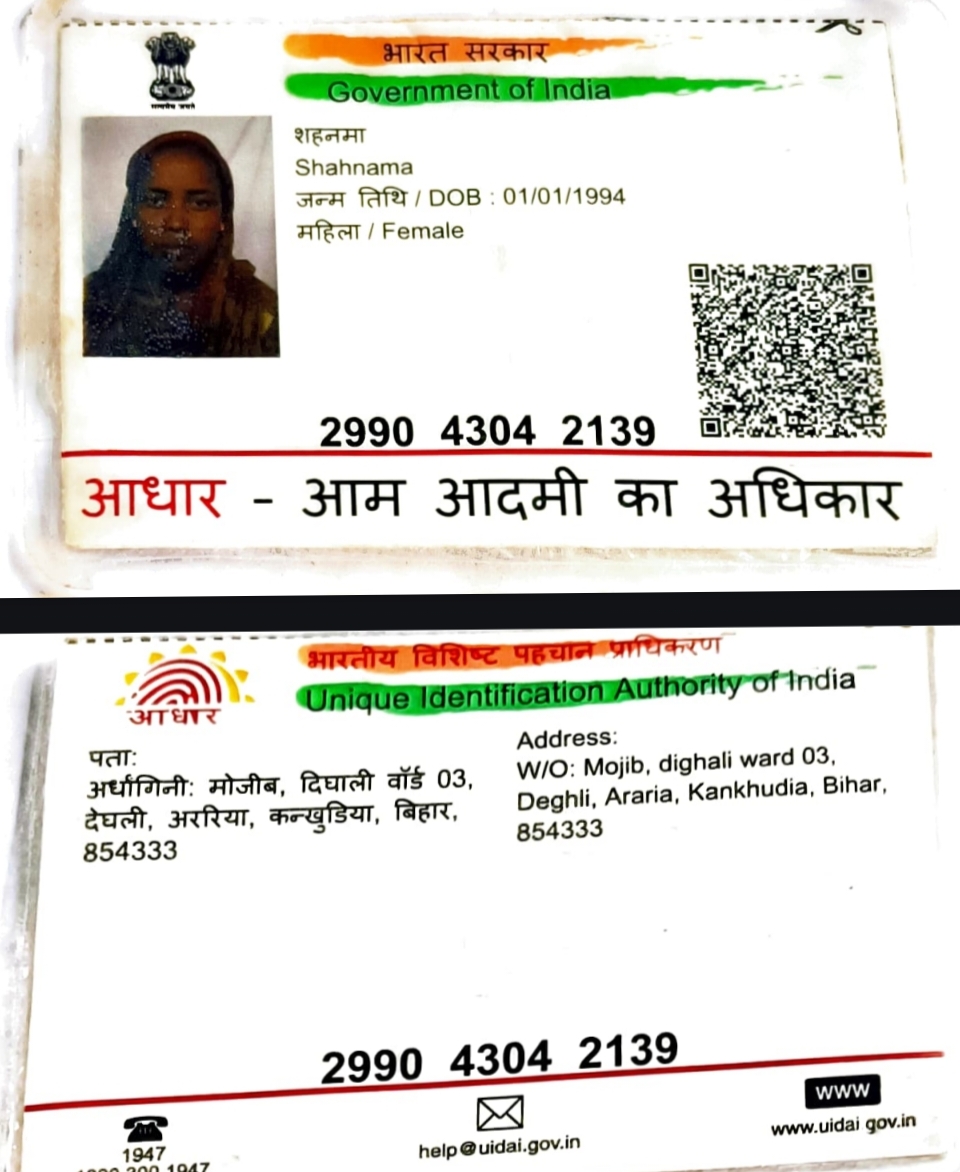 सत्यमेव जयते
भारत सरकार
Government of India
शहनमा
Shahnama
जन्म तिथि / DOB : 01/01/1994
महिला / Female
2990 4304 2139
आधार - आम आदमी का अधिकार
भारतीय विशिष्ट पहचान प्राधिकरण
Unique Identification Authority of India
आधार
पता:
अर्धांगिनी: मोजीब, दिघाली वॉर्ड 03,
देघली, अररिया, कन्खुडिया, बिहार,
854333
Address:
W/O: Mojib, dighali ward 03,
Deghli, Araria, Kankhudia, Bihar,
854333
2990 4304 2139
1947
1947
help@uidai.gov.in
www
www.uidai gov.in